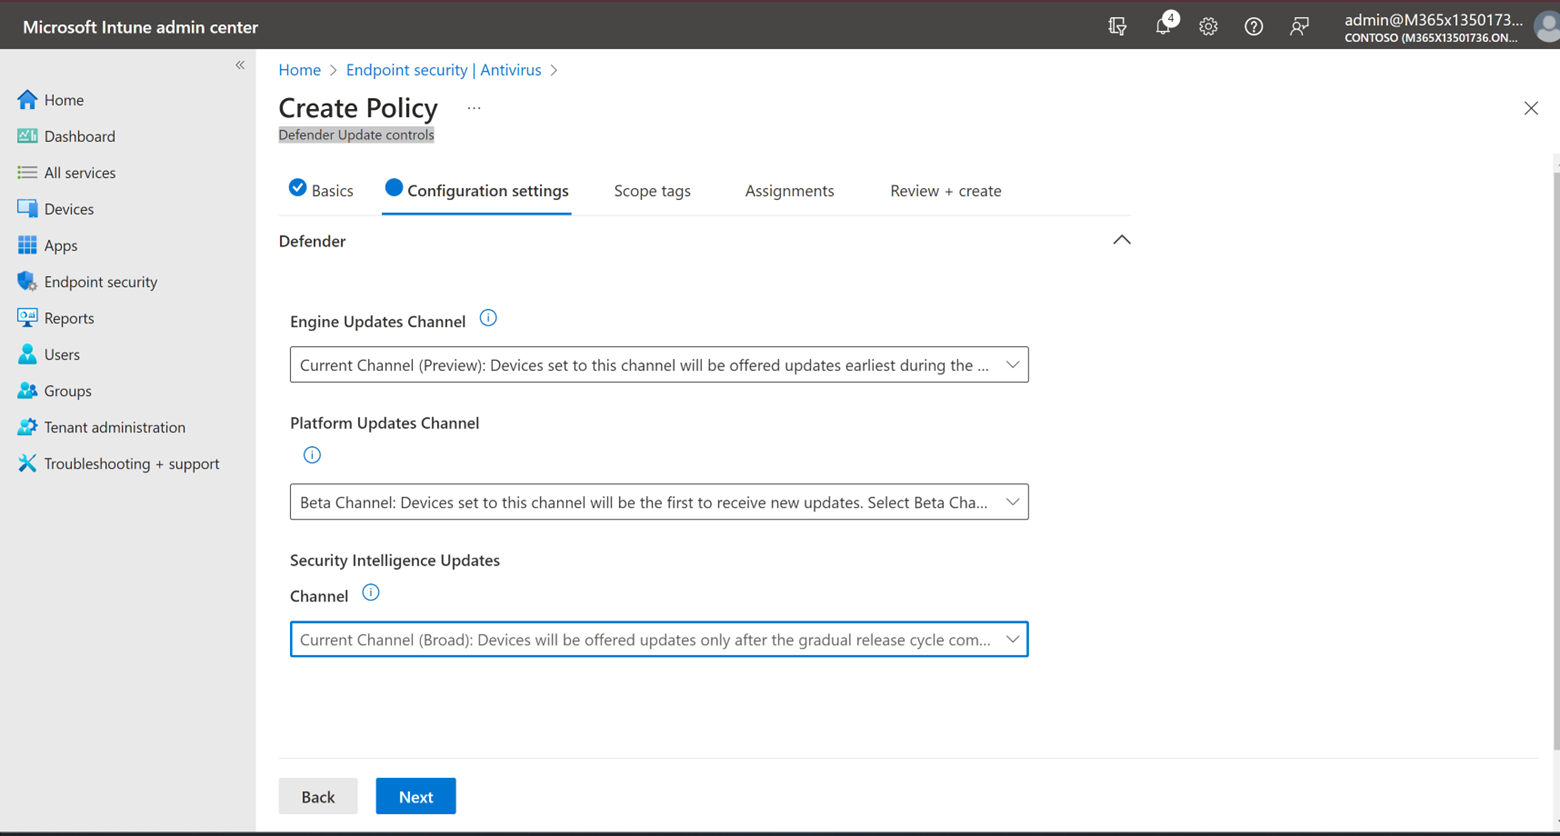 Microsoft Intune admin center
4
admin@M365x1350173...
CONTOSO (M365X13501736.ON...
«
Home
Dashboard
All services
Devices
Apps
Endpoint security
Reports
Users
Groups
Tenant administration
Troubleshooting + support
Home > Endpoint security | Antivirus >
Create Policy ...
Defender Update controls
Basics Configuration settings Scope tags Assignments Review + create
Defender
Engine Updates Channel
Current Channel (Preview): Devices set to this channel will be offered updates earliest during the ...
Platform Updates Channel
Beta Channel: Devices set to this channel will be the first to receive new updates. Select Beta Cha...
Security Intelligence Updates
Channel
Current Channel (Broad): Devices will be offered updates only after the gradual release cycle com...
Back Next